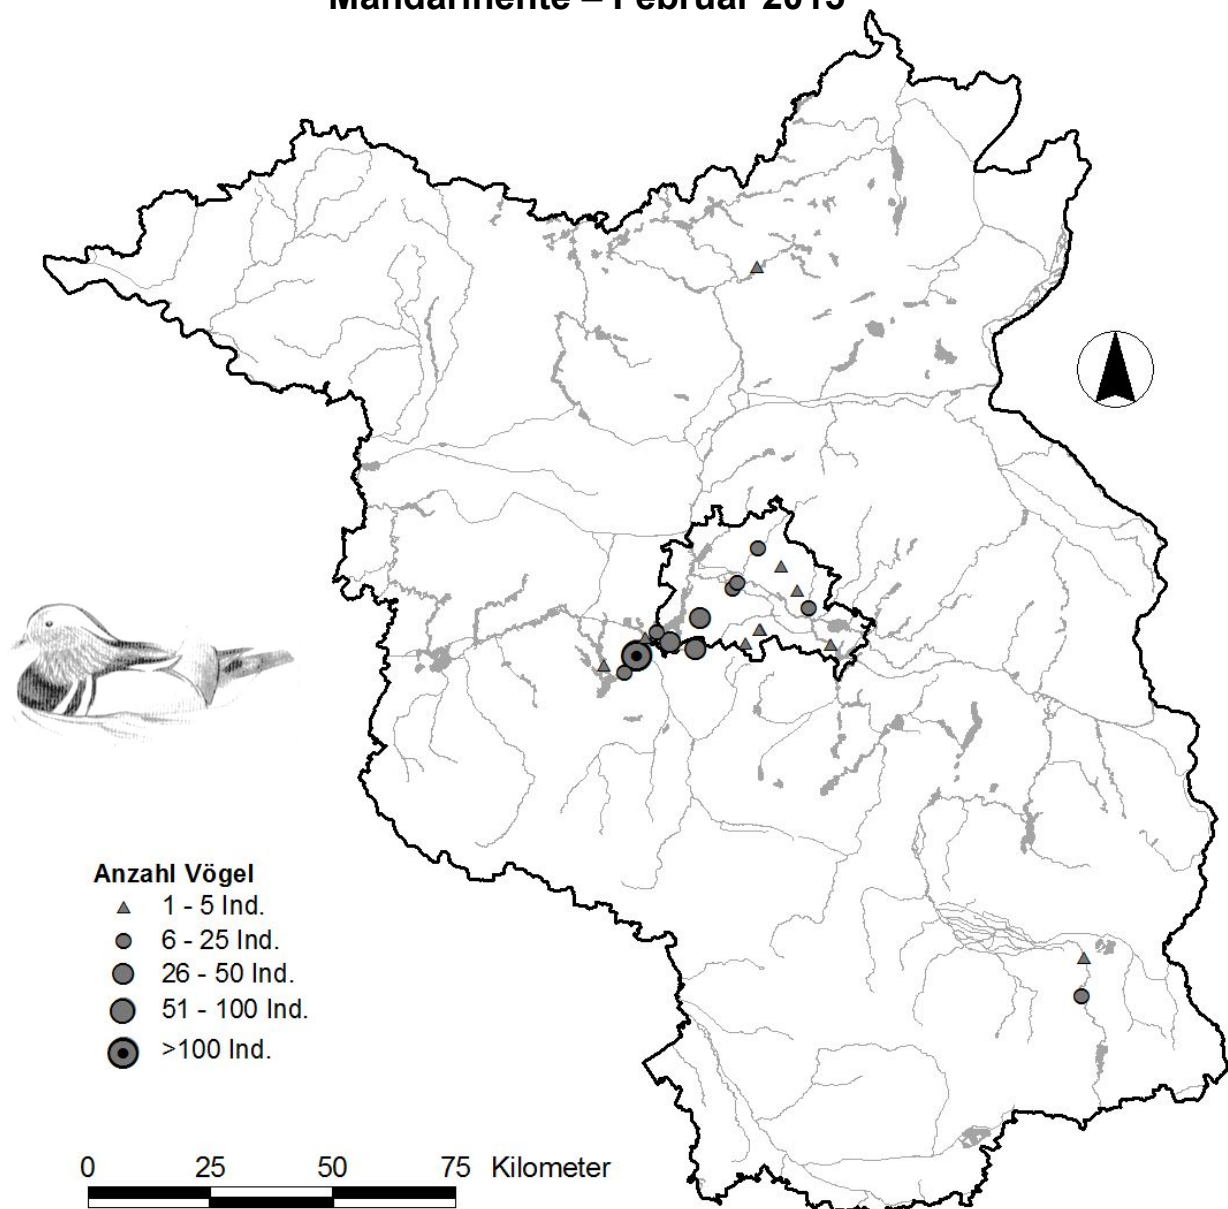 Mandarinente – Februar 2015
Anzahl Vögel
1 - 5 Ind.
6 - 25 Ind.
26 - 50 Ind.
51 - 100 Ind.
>100 Ind.
0 25 50 75 Kilometer